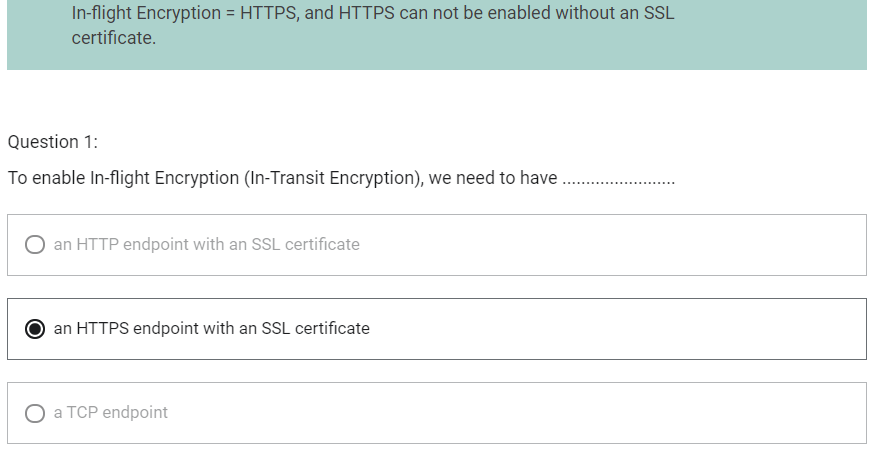 In-flight Encryption = HTTPS, and HTTPS can not be enabled without an SSL
certificate.
Question 1:
To enable In-flight Encryption (In-Transit Encryption), we need to have ........................
an HTTP endpoint with an SSL certificate
an HTTPS endpoint with an SSL certificate
a TCP endpoint